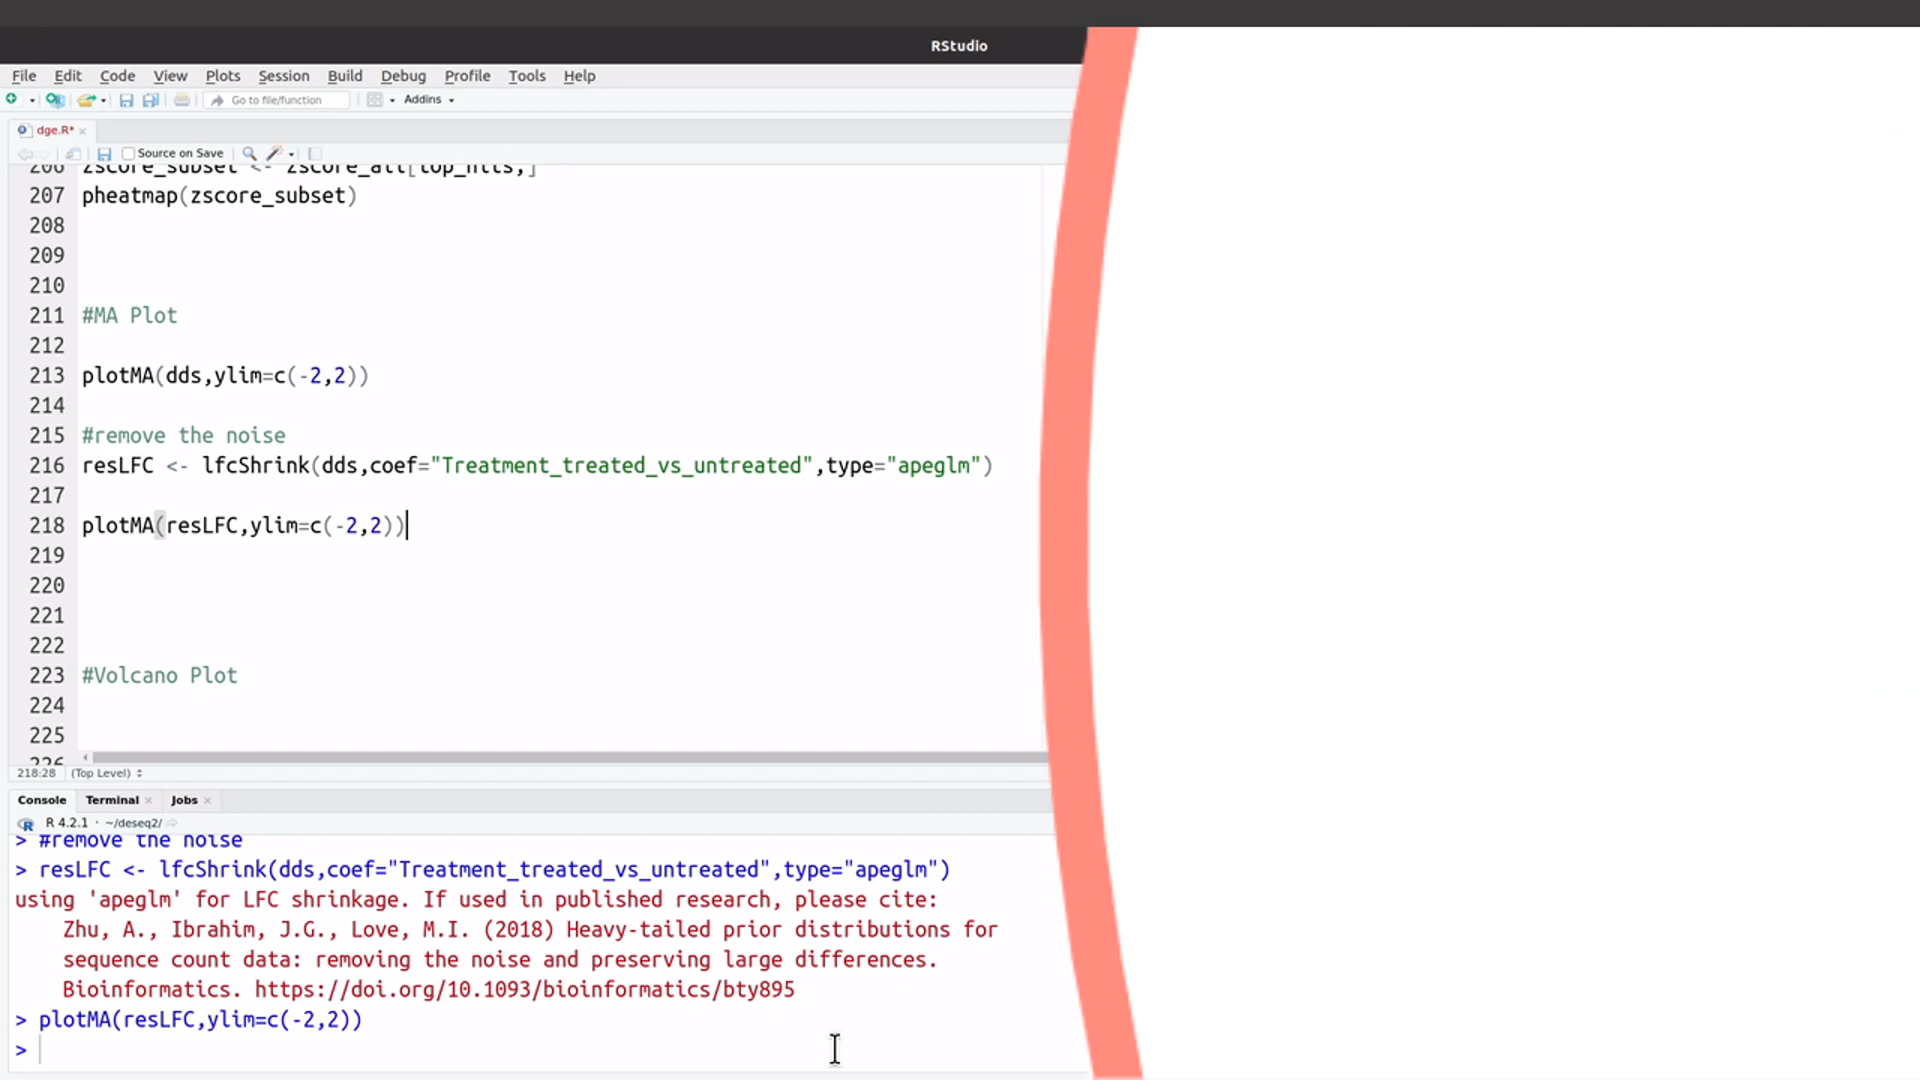 RStudio
File Edit Code View Plots Session Build Debug Profile Tools Help
Go to file/function Addins
dge.R*
Source on Save
206 zscore_subset <- zscore_all[top_hits,]
207 pheatmap(zscore_subset)
208
209
210
211 #MA Plot
212
213 plotMA(dds,ylim=c(-2,2))
214
215 #remove the noise
216 resLFC <- lfcShrink(dds,coef="Treatment_treated_vs_untreated",type="apeglm")
217
218 plotMA(resLFC,ylim=c(-2,2))
219
220
221
222
223 #Volcano Plot
224
225
226
218:28 (Top Level)
Console Terminal Jobs
R 4.2.1 · ~/deseq2/
> #remove the noise
> resLFC <- lfcShrink(dds,coef="Treatment_treated_vs_untreated",type="apeglm")
using 'apeglm' for LFC shrinkage. If used in published research, please cite:
Zhu, A., Ibrahim, J.G., Love, M.I. (2018) Heavy-tailed prior distributions for
sequence count data: removing the noise and preserving large differences.
Bioinformatics. https://doi.org/10.1093/bioinformatics/bty895
> plotMA(resLFC,ylim=c(-2,2))
>